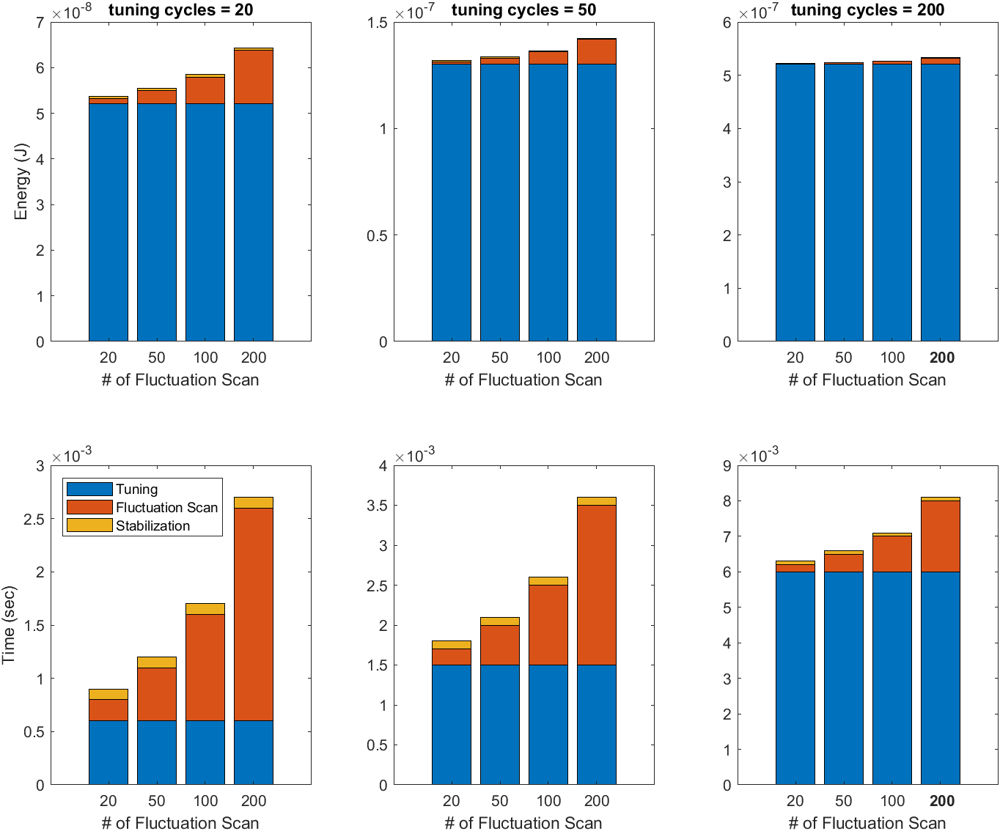 ×10-8
tuning cycles = 20
7
6
5
4
3
2
1
0
Energy (J)
20 50 100 200
# of Fluctuation Scan
×10-7
tuning cycles = 50
1.5
1
0.5
0
20 50 100 200
# of Fluctuation Scan
×10-7
tuning cycles = 200
6
5
4
3
2
1
0
20 50 100 200
# of Fluctuation Scan
×10-3
3
2.5
2
1.5
1
0.5
0
Time (sec)
Tuning
Fluctuation Scan
Stabilization
20 50 100 200
# of Fluctuation Scan
×10-3
4
3.5
3
2.5
2
1.5
1
0.5
0
20 50 100 200
# of Fluctuation Scan
×10-3
9
8
7
6
5
4
3
2
1
0
20 50 100 200
# of Fluctuation Scan